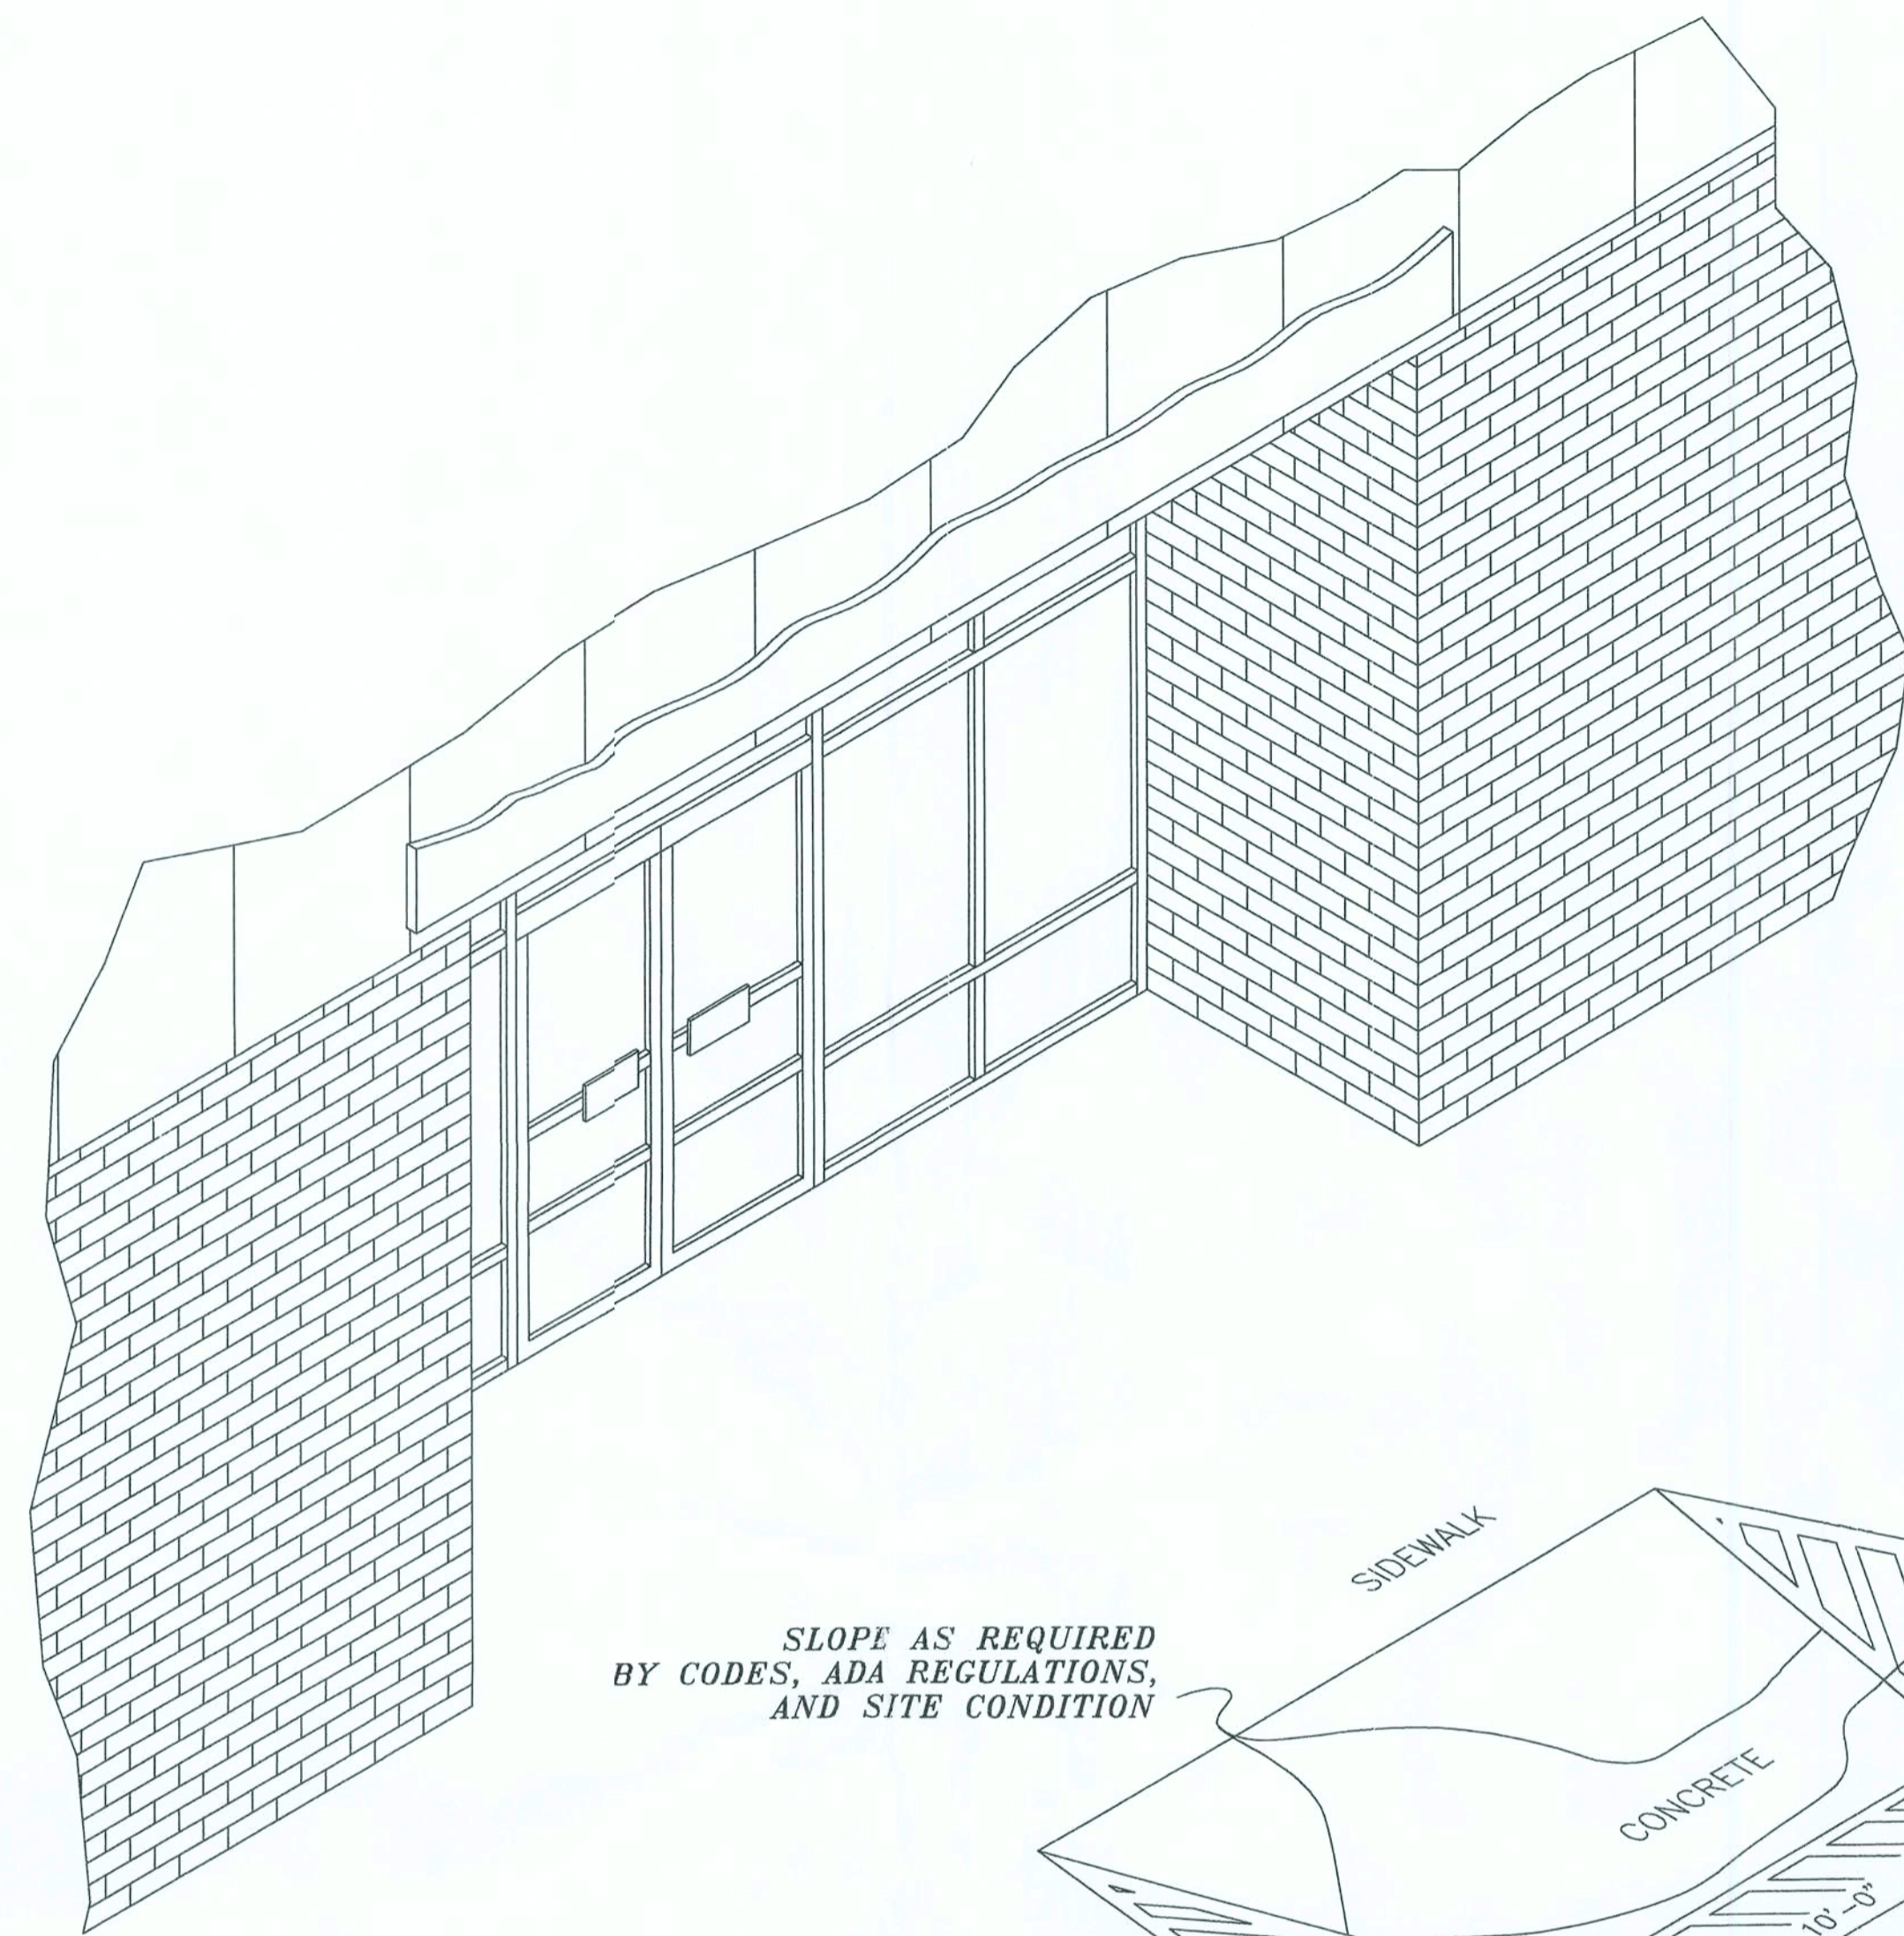 SIDEWALK
SLOPE AS REQUIRED
BY CODES, ADA REGULATIONS,
AND SITE CONDITION
CONCRETE
10'-0"